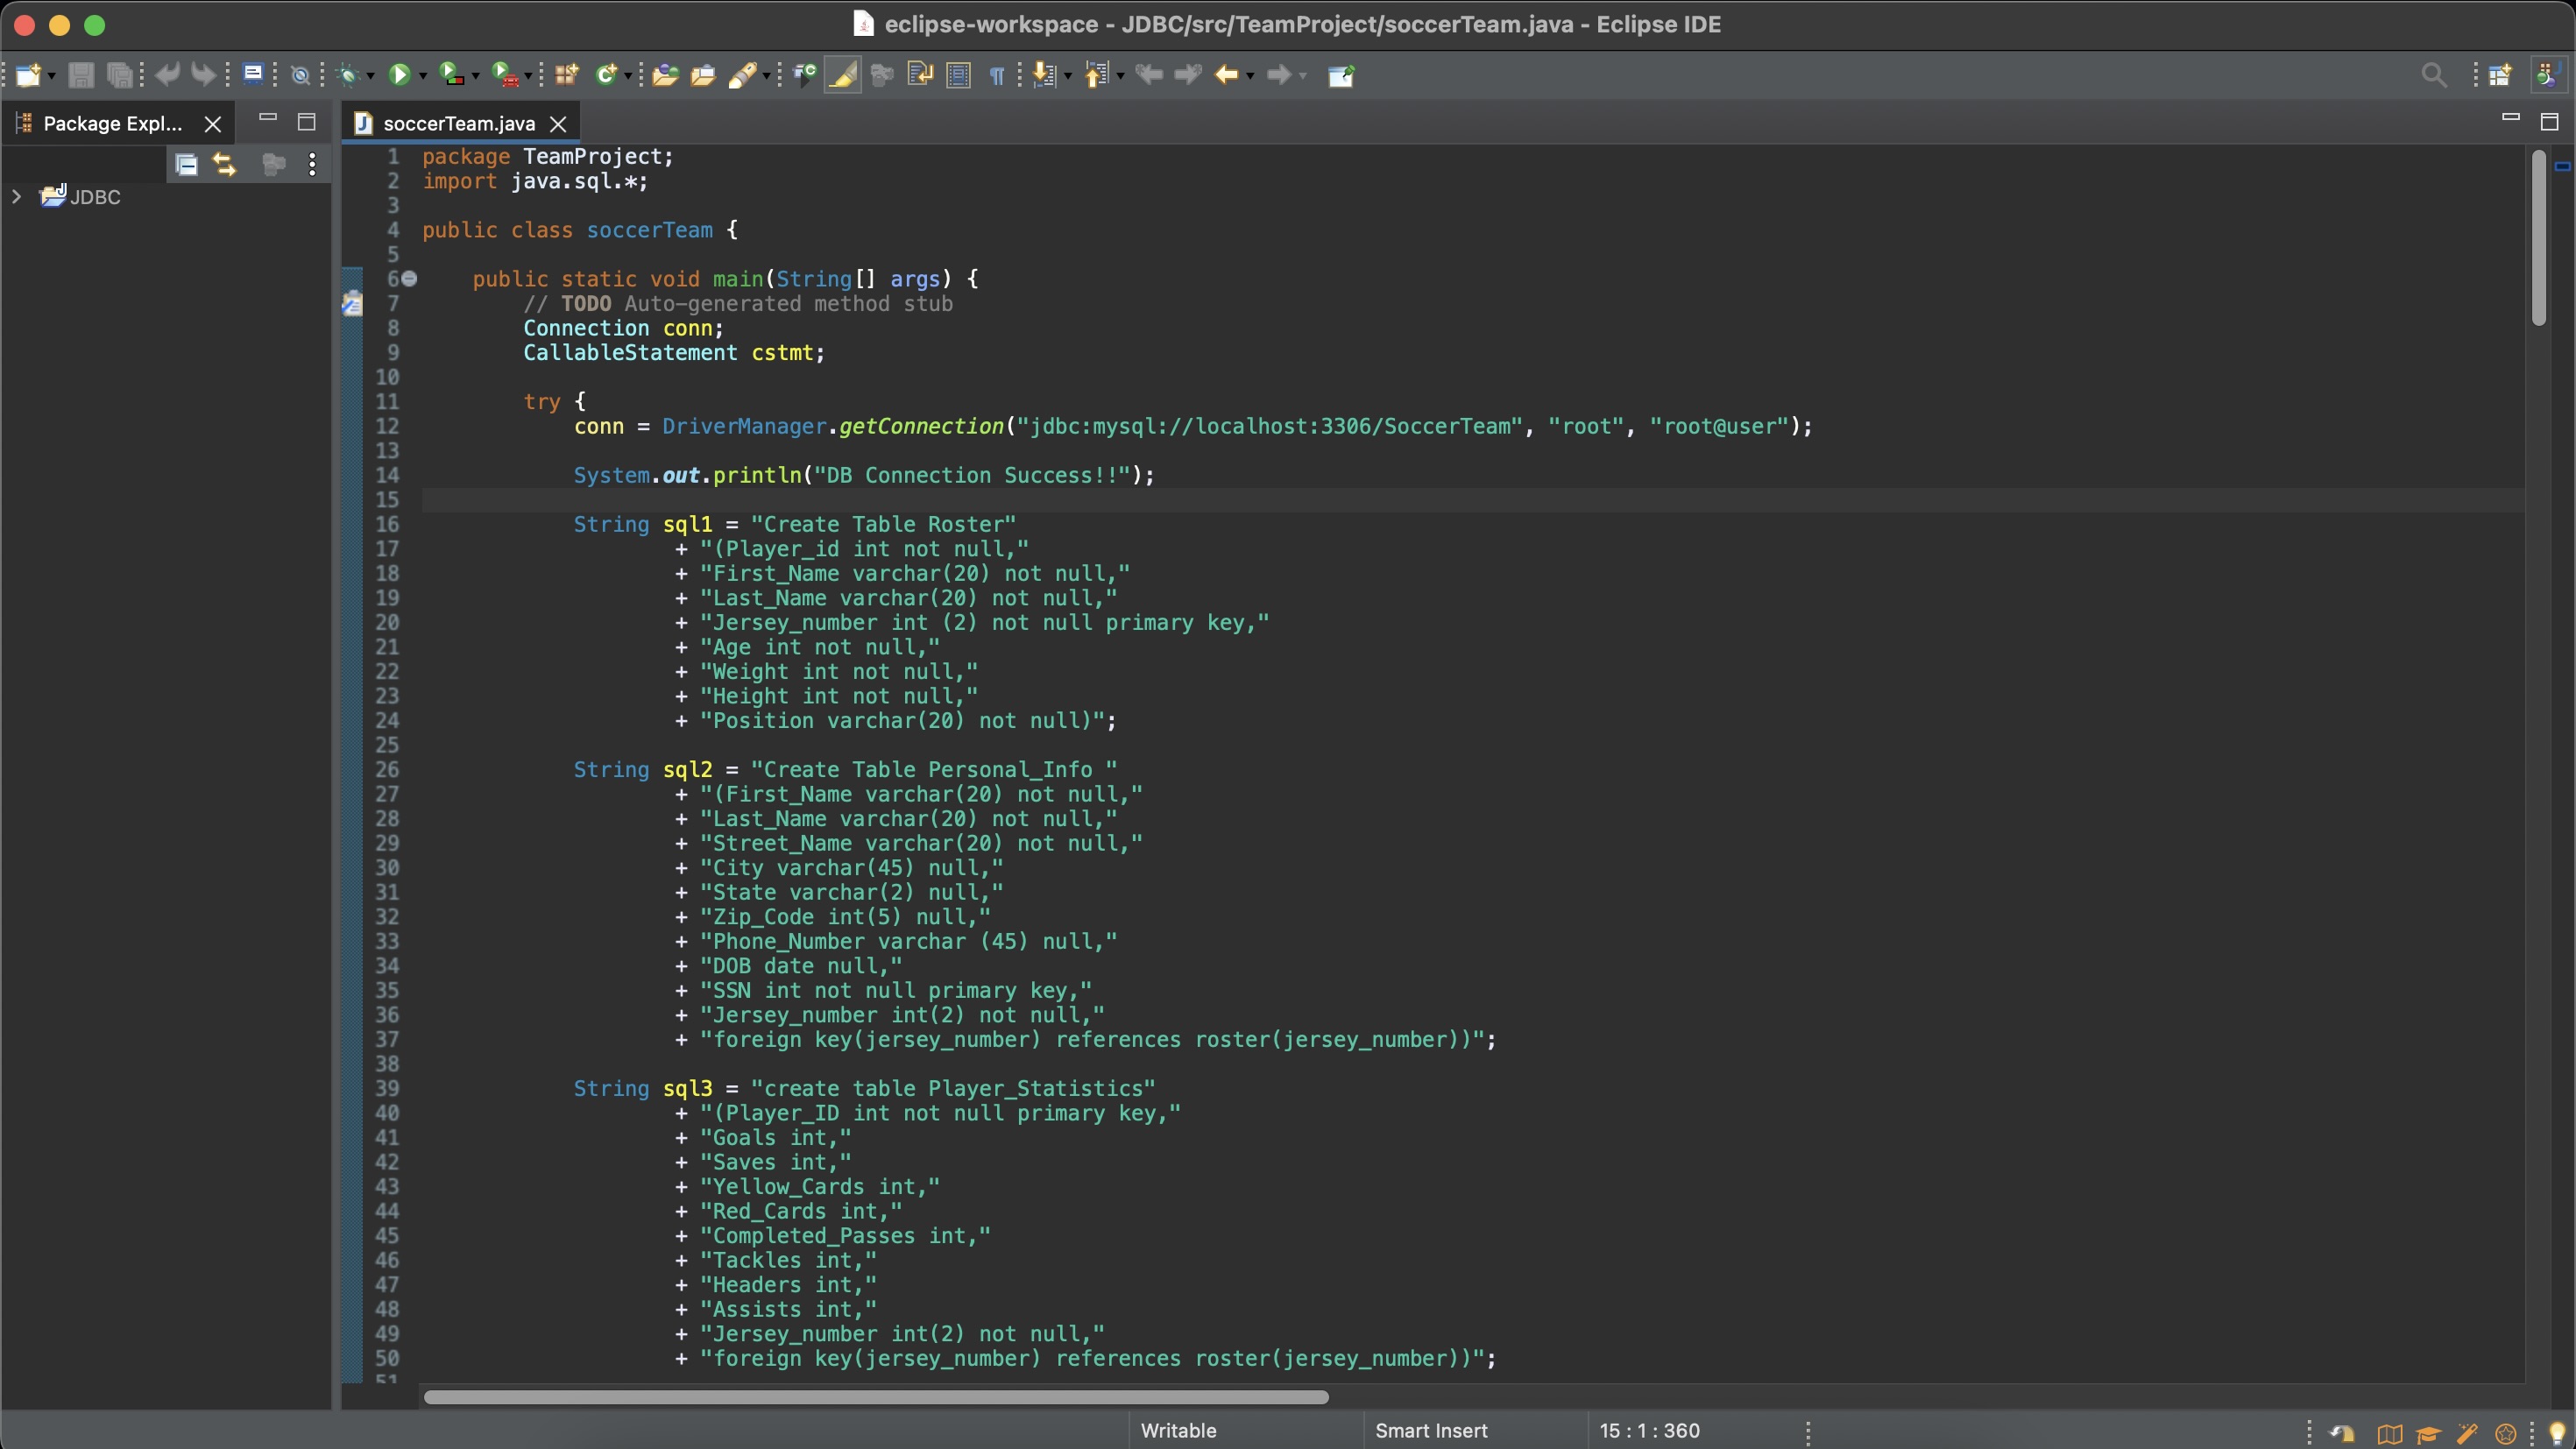 eclipse-workspace - JDBC/src/TeamProject/soccerTeam.java - Eclipse IDE
Package Expl...
soccerTeam.java
JDBC
1 package TeamProject;
2 import java.sql.*;
3
4 public class soccerTeam {
5
6 public static void main(String[] args) {
7 // TODO Auto-generated method stub
8 Connection conn;
9 CallableStatement cstmt;
10
11 try {
12 conn = DriverManager.getConnection("jdbc:mysql://localhost:3306/SoccerTeam", "root", "root@user");
13
14 System.out.println("DB Connection Success!!");
15
16 String sql1 = "Create Table Roster"
17 + "(Player_id int not null,"
18 + "First_Name varchar(20) not null,"
19 + "Last_Name varchar(20) not null,"
20 + "Jersey_number int (2) not null primary key,"
21 + "Age int not null,"
22 + "Weight int not null,"
23 + "Height int not null,"
24 + "Position varchar(20) not null)";
25
26 String sql2 = "Create Table Personal_Info "
27 + "(First_Name varchar(20) not null,"
28 + "Last_Name varchar(20) not null,"
29 + "Street_Name varchar(20) not null,"
30 + "City varchar(45) null,"
31 + "State varchar(2) null,"
32 + "Zip_Code int(5) null,"
33 + "Phone_Number varchar (45) null,"
34 + "DOB date null,"
35 + "SSN int not null primary key,"
36 + "Jersey_number int(2) not null,"
37 + "foreign key(jersey_number) references roster(jersey_number))";
38
39 String sql3 = "create table Player_Statistics"
40 + "(Player_ID int not null primary key,"
41 + "Goals int,"
42 + "Saves int,"
43 + "Yellow_Cards int,"
44 + "Red_Cards int,"
45 + "Completed_Passes int,"
46 + "Tackles int,"
47 + "Headers int,"
48 + "Assists int,"
49 + "Jersey_number int(2) not null,"
50 + "foreign key(jersey_number) references roster(jersey_number))";
51
Writable
Smart Insert
15 : 1 : 360